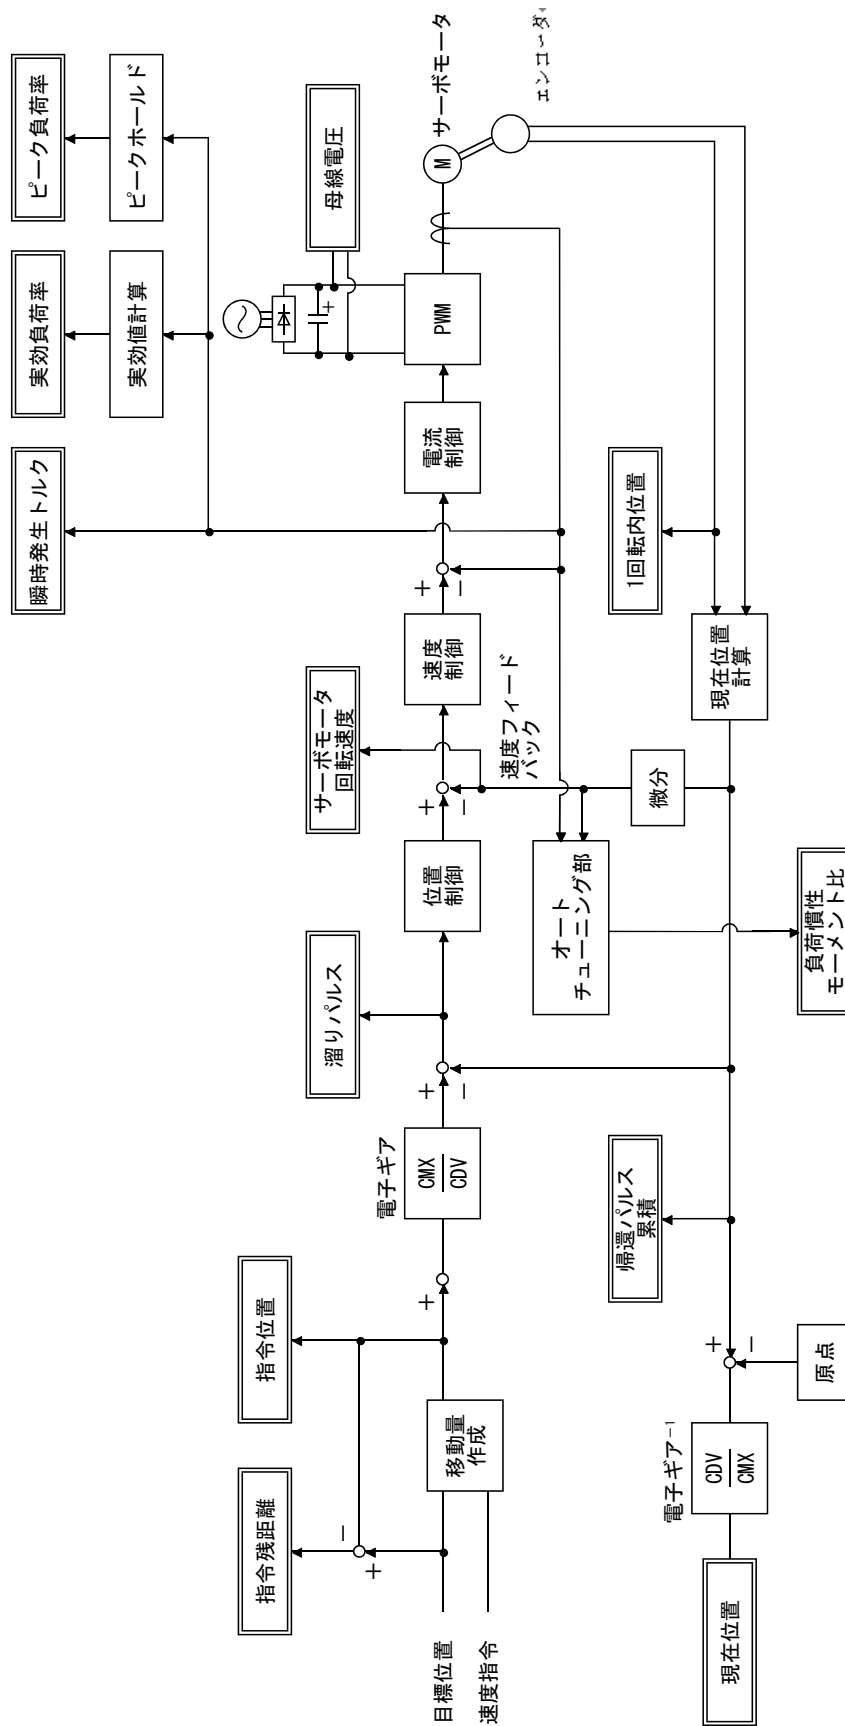 瞬時発生トルク
実効負荷率
ピーク負荷率
実効値計算
ピークホールド
指令残距離
指令位置
溜りパルス
サーボモータ
回転速度
母線電圧
目標位置
速度指令
移動量
作成
+
-
+
電子ギア
CMX
CDV
+
-
位置
制御
+
-
速度
制御
+
-
電流
制御
PWM
+
M
サーボモータ
エンコーダ
速度フィード
バック
オート
チューニング部
微分
1回転内位置
現在位置
計算
帰還パルス
累積
負荷慣性
モーメント比
現在位置
電子ギア-1
CDV
CMX
+
-
原点